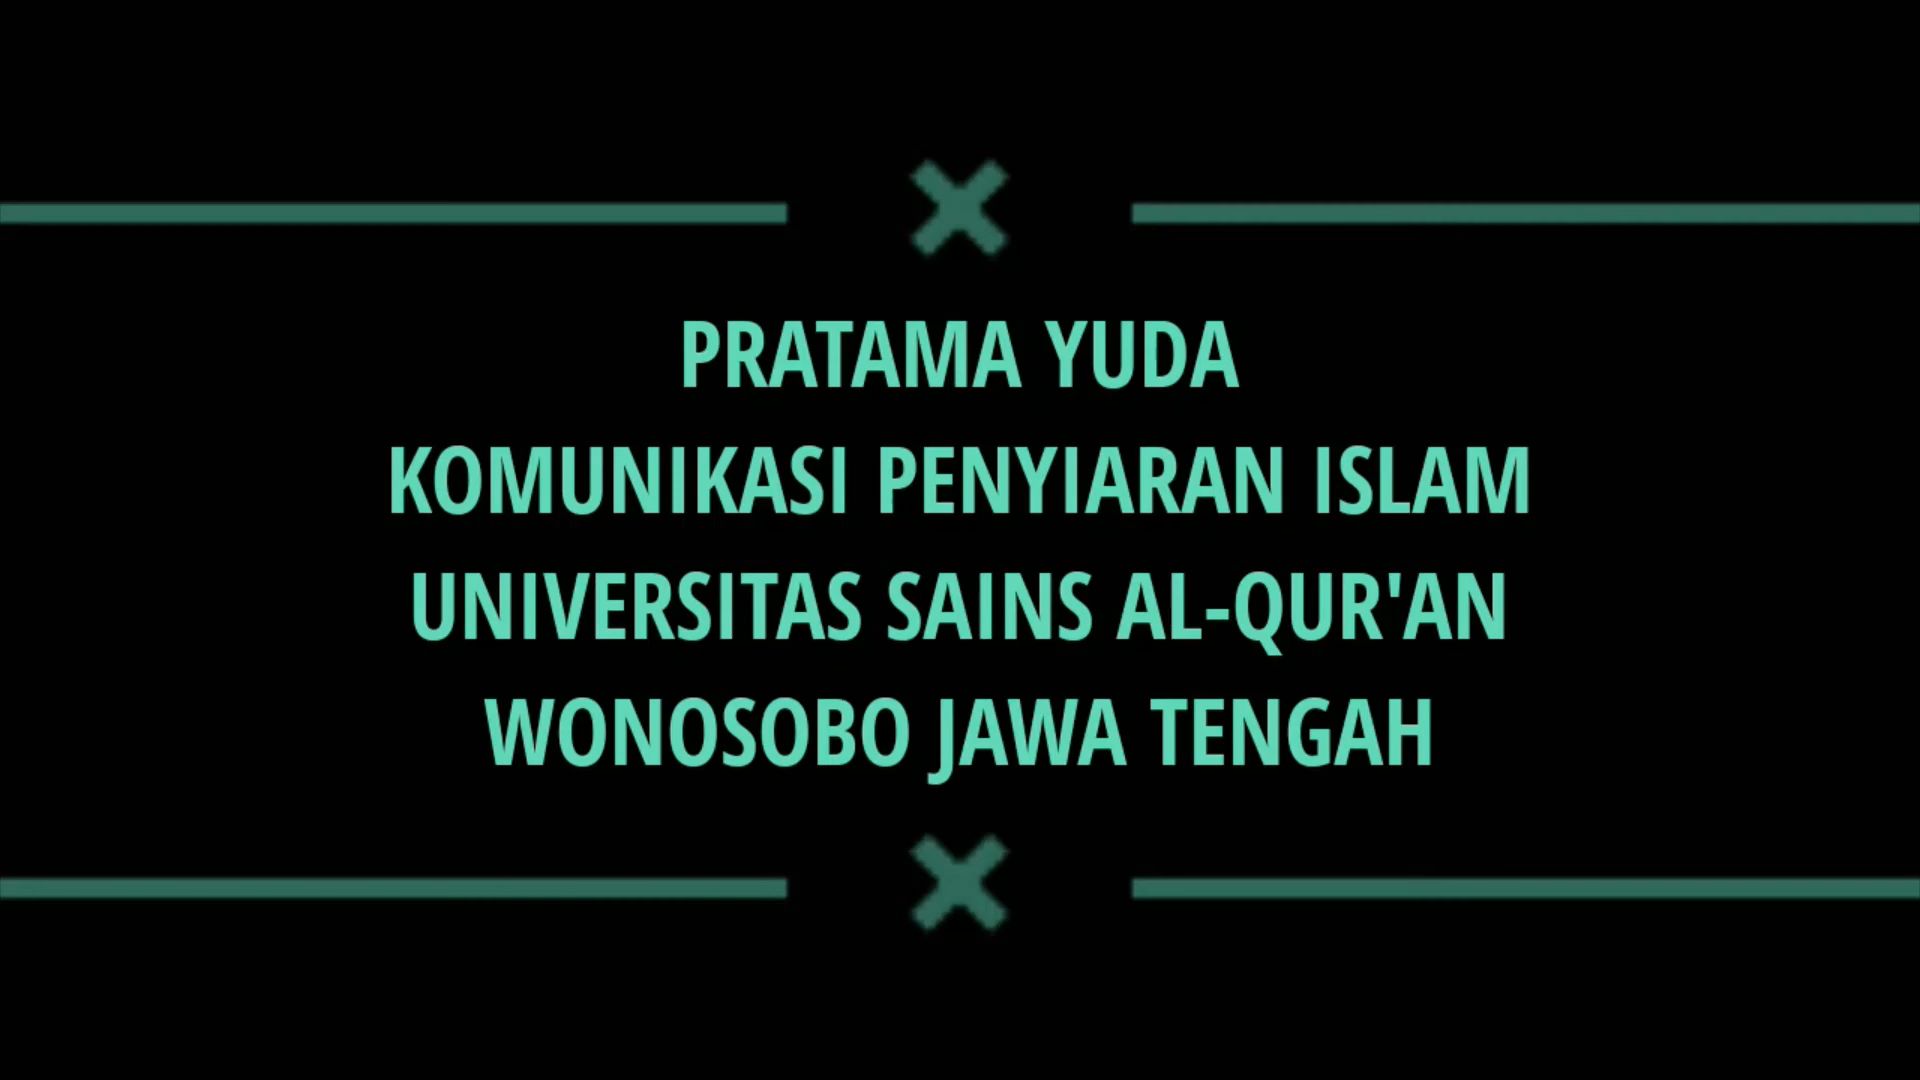 PRATAMA YUDA
KOMUNIKASI PENYIARAN ISLAM
UNIVERSITAS SAINS AL-QUR'AN
WONOSOBO JAWA TENGAH